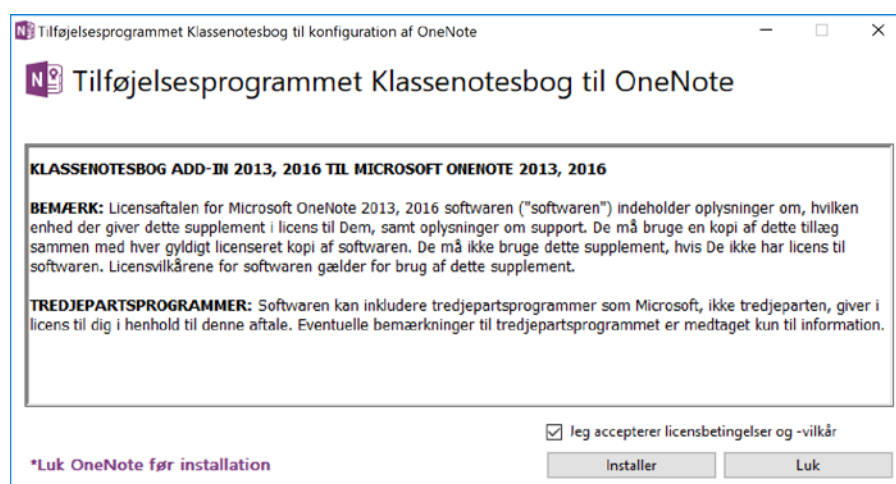 Tilføjelsesprogrammet Klassenotesbog til konfiguration af OneNote
Tilføjelsesprogrammet Klassenotesbog til OneNote
KLASSENOTESBOG ADD-IN 2013, 2016 TIL MICROSOFT ONENOTE 2013, 2016
BEMÆRK: Licensaftalen for Microsoft OneNote 2013, 2016 softwaren ("softwaren") indeholder oplysninger om, hvilken
enhed der giver dette supplement i licens til Dem, samt oplysninger om support. De må bruge en kopi af dette tillæg
sammen med hver gyldigt licenseret kopi af softwaren. De må ikke bruge dette supplement, hvis De ikke har licens til
softwaren. Licensvilkårene for softwaren gælder for brug af dette supplement.
TREDJEPARTSPROGRAMMER: Softwaren kan inkludere tredjepartsprogrammer som Microsoft, ikke tredjeparten, giver i
licens til dig i henhold til denne aftale. Eventuelle bemærkninger til tredjepartsprogrammet er medtaget kun til information.
Jeg accepterer licensbetingelser og -vilkår
*Luk OneNote før installation
Installer
Luk